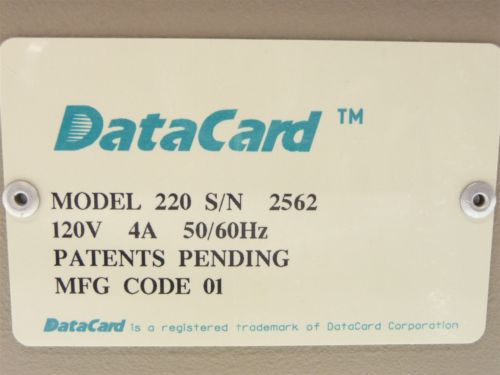 DataCard ™
MODEL 220 S/N 2562
120V 4A 50/60Hz
PATENTS PENDING
MFG CODE 01
DataCard is a registered trademark of DataCard Corporation